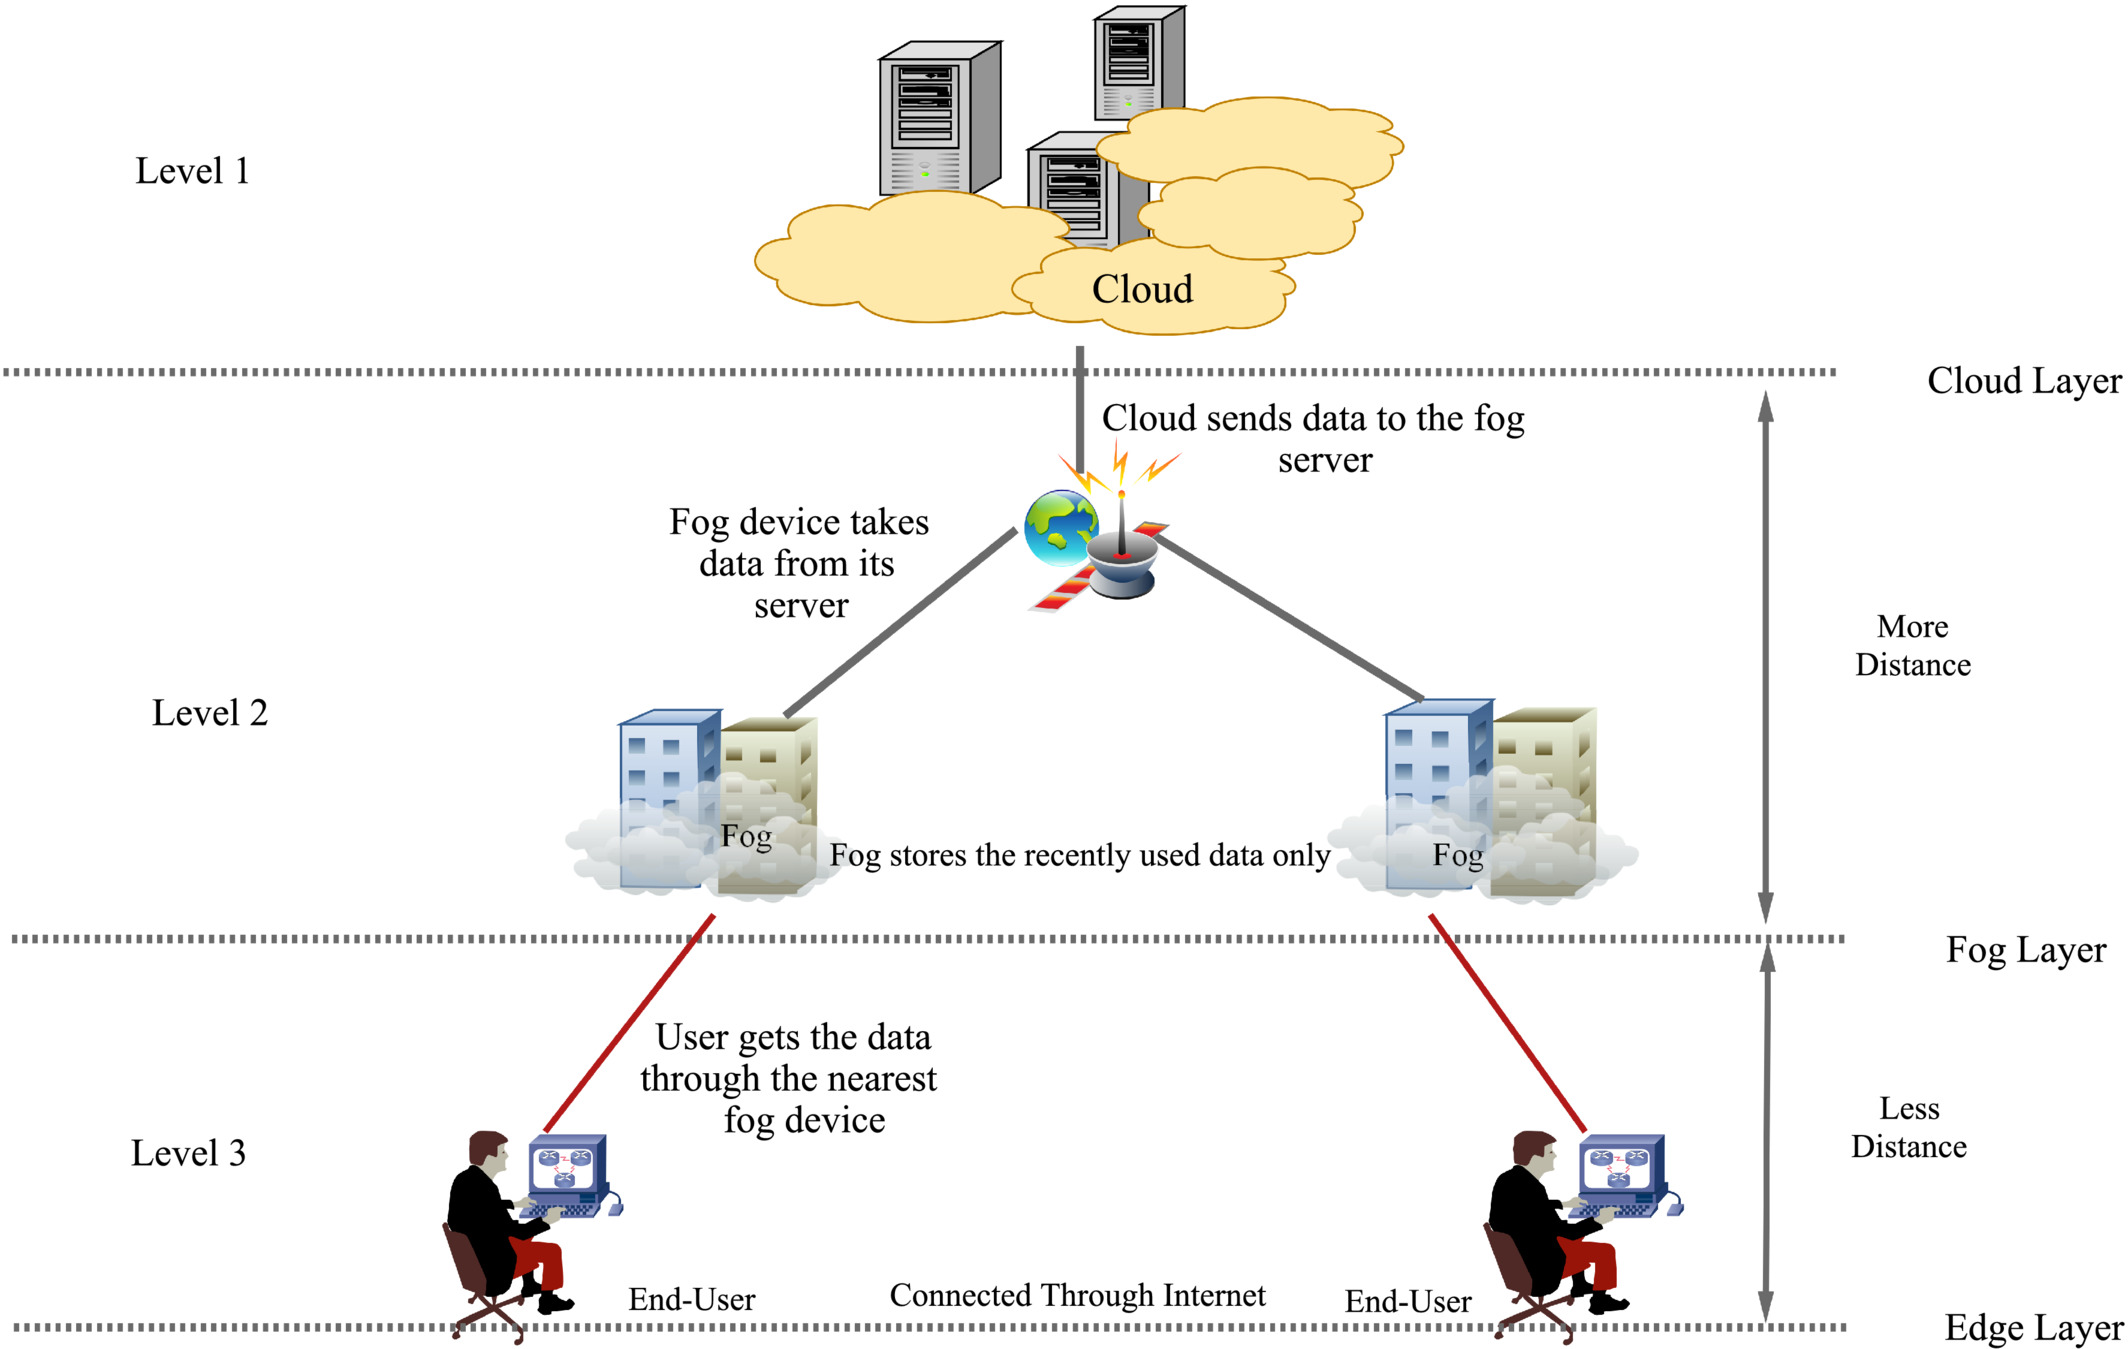 Level 1
Cloud
Cloud Layer
Cloud sends data to the fog
server
Fog device takes
data from its
server
More
Distance
Level 2
Fog
Fog stores the recently used data only
Fog
Fog Layer
User gets the data
through the nearest
fog device
Less
Distance
Level 3
End-User
Connected Through Internet
End-User
Edge Layer